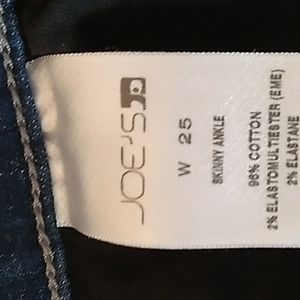 JOE'S
W 25
SKINNY ANKLE
96% COTTON
2% ELASTOMULTIESTER (EME)
2% ELASTANE